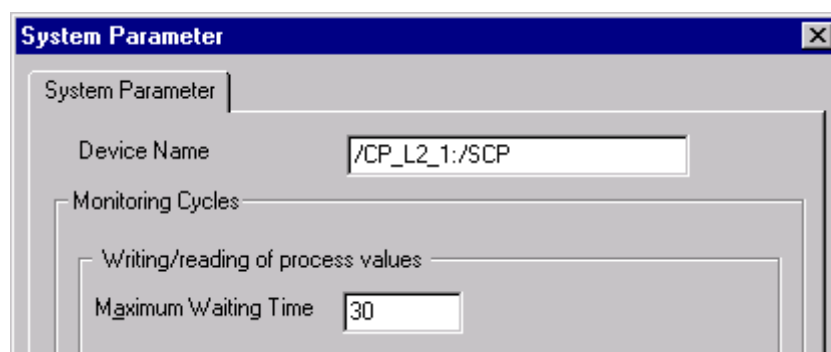 System Parameter
System Parameter
Device Name /CP_L2_1:/SCP
Monitoring Cycles
Writing/reading of process values
Maximum Waiting Time 30